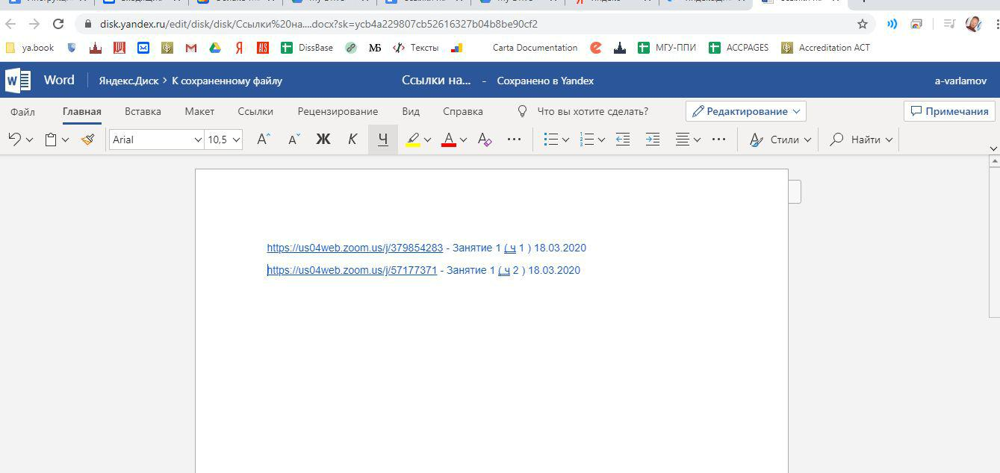 disk.yandex.ru/edit/disk/disk/Ссылки%20на....docx?sk=ycb4a229807cb52616327b04b8be90cf2
ya.book DissBase МБ Тексты Carta Documentation МГУ-ППИ ACCPAGES Accreditation ACT
Word Яндекс.Диск > К сохраненному файлу Ссылки на... - Сохранено в Yandex a-varlamov
Файл Главная Вставка Макет Ссылки Рецензирование Вид Справка Что вы хотите сделать? Редактирование Примечания
Arial 10,5 Ж К Ч Стили Найти
https://us04web.zoom.us/j/379854283 - Занятие 1 ( ч 1 ) 18.03.2020
https://us04web.zoom.us/j/57177371 - Занятие 1 ( ч 2 ) 18.03.2020